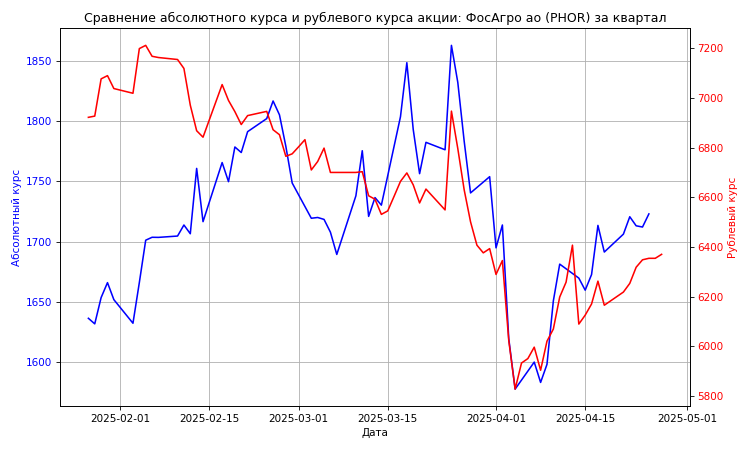 Сравнение абсолютного курса и рублевого курса акции: ФосАгро ао (PHOR) за квартал
Абсолютный курс
1850
1800
1750
1700
1650
1600
7200
7000
6800
6600
6400
6200
6000
5800
Рублевый курс
2025-02-01 2025-02-15 2025-03-01 2025-03-15 2025-04-01 2025-04-15 2025-05-01
Дата